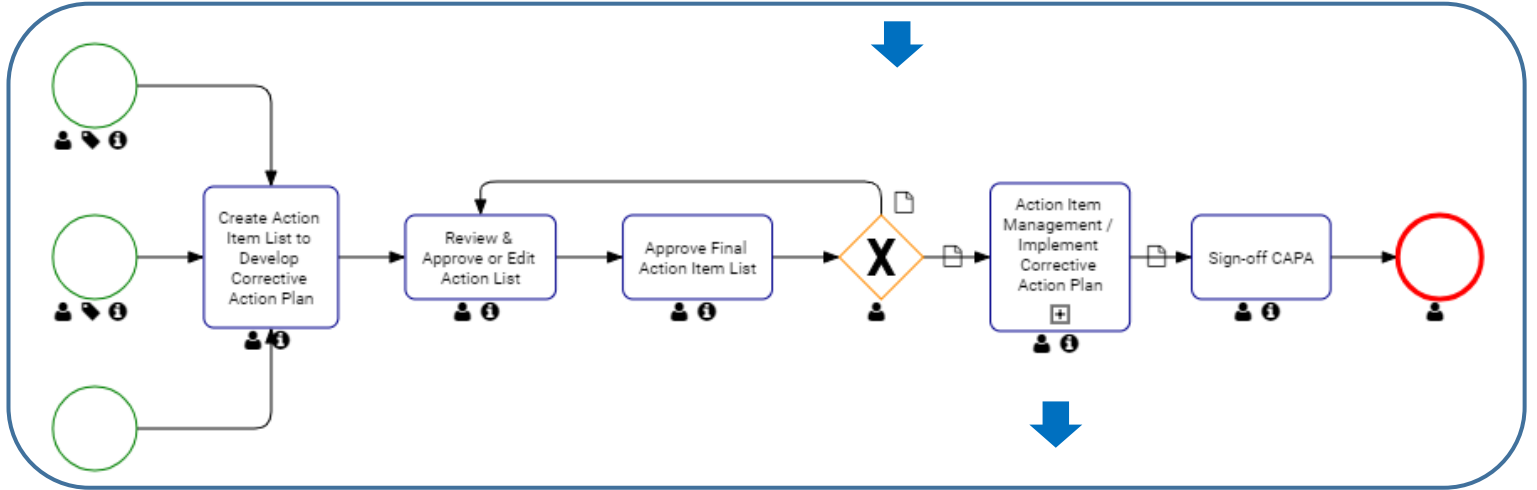 Create Action
Item List to
Develop
Corrective
Action Plan
Review &
Approve or Edit
Action List
Approve Final
Action Item List
X
Action Item
Management /
Implement
Corrective
Action Plan
Sign-off CAPA